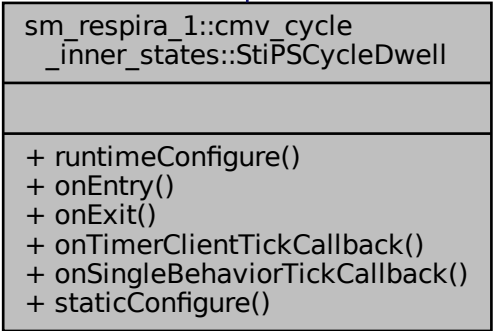 sm_respira_1::cmv_cycle
_inner_states::StiPSCycleDwell
+ runtimeConfigure()
+ onEntry()
+ onExit()
+ onTimerClientTickCallback()
+ onSingleBehaviorTickCallback()
+ staticConfigure()